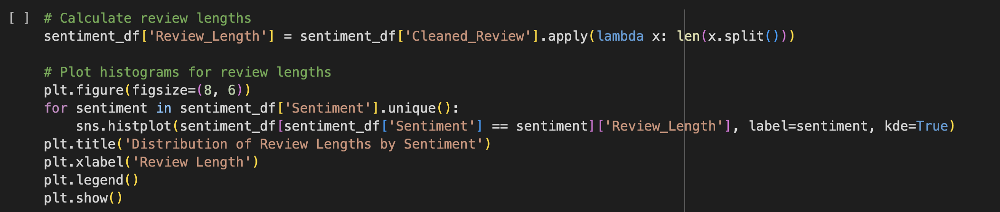 [ ] # Calculate review lengths
sentiment_df['Review_Length'] = sentiment_df['Cleaned_Review'].apply(lambda x: len(x.split()))

# Plot histograms for review lengths
plt.figure(figsize=(8, 6))
for sentiment in sentiment_df['Sentiment'].unique():
    sns.histplot(sentiment_df[sentiment_df['Sentiment'] == sentiment]['Review_Length'], label=sentiment, kde=True)
plt.title('Distribution of Review Lengths by Sentiment')
plt.xlabel('Review Length')
plt.legend()
plt.show()